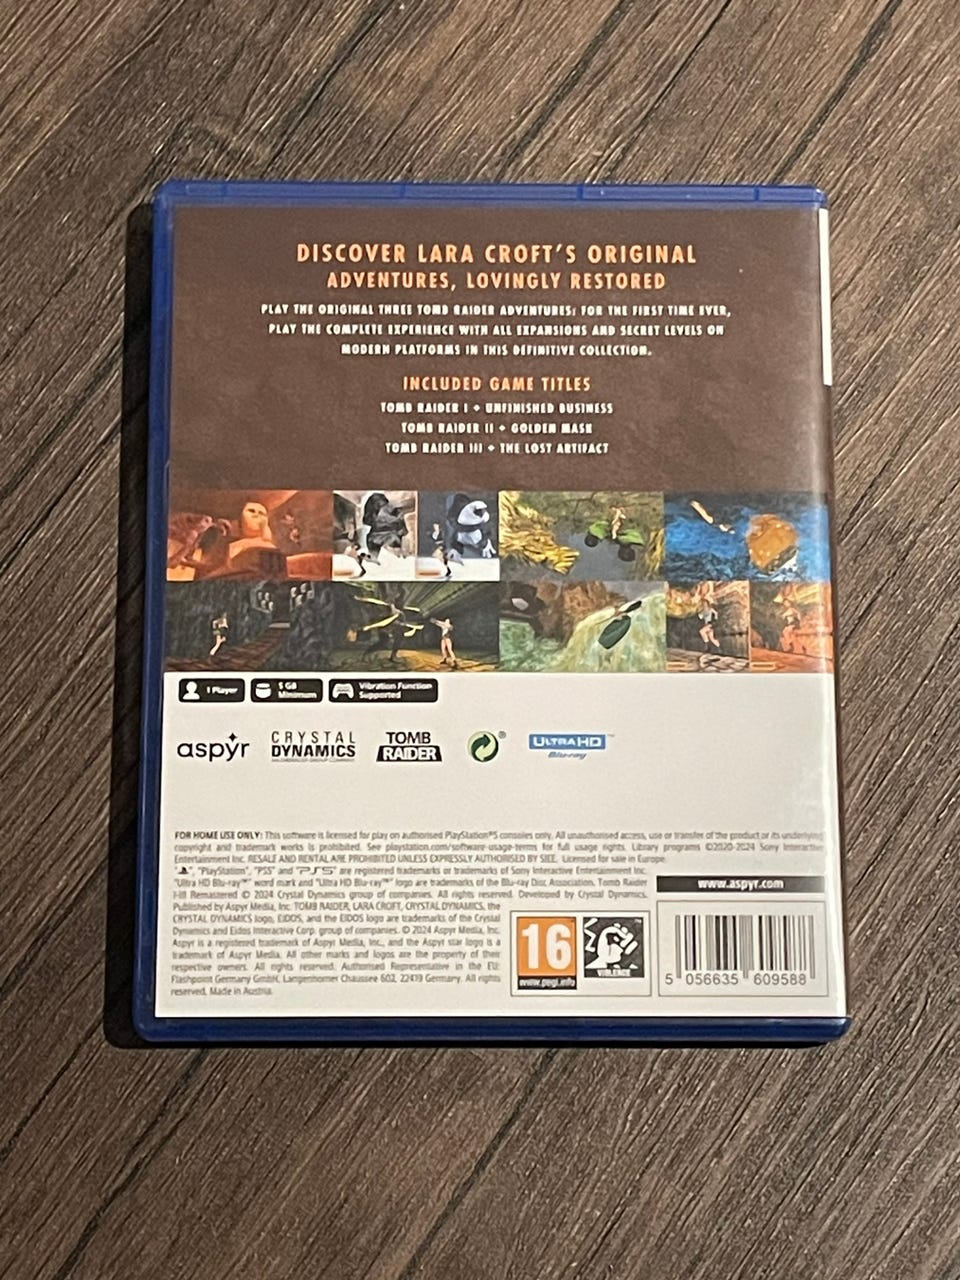 DISCOVER LARA CROFT'S ORIGINAL
ADVENTURES, LOVINGLY RESTORED
PLAY THE ORIGINAL THREE TOMB RAIDER ADVENTURES: FOR THE FIRST TIME EVER,
PLAY THE COMPLETE EXPERIENCE WITH ALL EXPANSIONS AND SECRET LEVELS ON
MODERN PLATFORMS IN THIS DEFINITIVE COLLECTION.
INCLUDED GAME TITLES
TOMB RAIDER I + UNFINISHED BUSINESS
TOMB RAIDER II + GOLDEN MASK
TOMB RAIDER III + THE LOST ARTIFACT
1 Player
5 GB
Minimum
Vibration Function
Supported
aspyr
CRYSTAL
DYNAMICS
TOMB
RAIDER
®
ULTRA HD
Blu-ray™
FOR HOME USE ONLY: This software is licensed for play on authorised PlayStation®5 consoles only. All unauthorised access, use or transfer of the product or its underlying
copyright and trademark works is prohibited. See playstation.com/software-usage-terms for full usage rights. Library programs ©2020-2024 Sony Interactive
Entertainment Inc. RESALE AND RENTAL ARE PROHIBITED UNLESS EXPRESSLY AUTHORISED BY SIEE. Licensed for sale in Europe.
"PlayStation", "PS5" and "PS5" are registered trademarks or trademarks of Sony Interactive Entertainment Inc.
"Ultra HD Blu-ray™" word mark and "Ultra HD Blu-ray™" logo are trademarks of the Blu-ray Disc Association. Tomb Raider
I-III Remastered © 2024 Crystal Dynamics group of companies. All rights reserved. Developed by Crystal Dynamics.
Published by Aspyr Media, Inc. TOMB RAIDER, LARA CROFT, CRYSTAL DYNAMICS, the
CRYSTAL DYNAMICS logo, EIDOS, and the EIDOS logo are trademarks of the Crystal
Dynamics and Eidos Interactive Corp. group of companies. © 2024 Aspyr Media, Inc.
Aspyr is a registered trademark of Aspyr Media, Inc., and the Aspyr star logo is a
trademark of Aspyr Media, Inc. All other marks and logos are the property of their
respective owners. All rights reserved. Authorised Representative in the EU:
Flashpoint Germany GmbH, Langenhorner Chaussee 602, 22419 Germany. All rights
reserved. Made in Austria.
www.aspyr.com
16
www.pegi.info
VIOLENCE
5 056635 609588